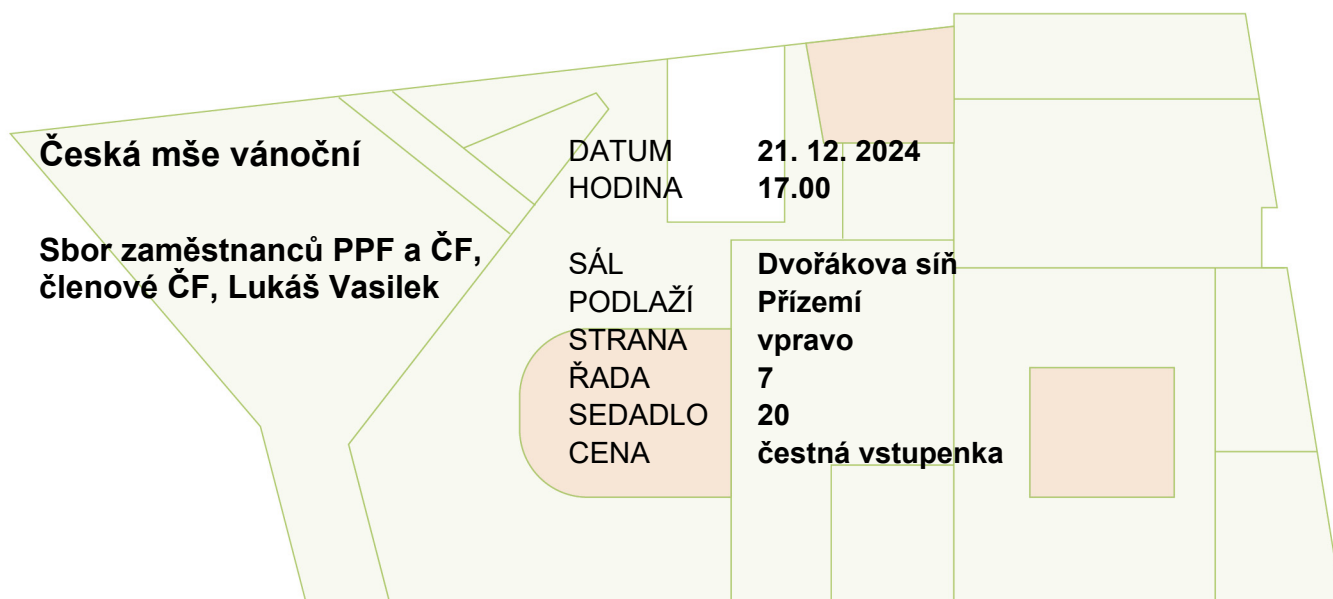 Česká mše vánoční
Sbor zaměstnanců PPF a ČF,
členové ČF, Lukáš Vasilek
DATUM 21. 12. 2024
HODINA 17.00
SÁL Dvořákova síň
PODLAŽÍ Přízemí
STRANA vpravo
ŘADA 7
SEDADLO 20
CENA čestná vstupenka